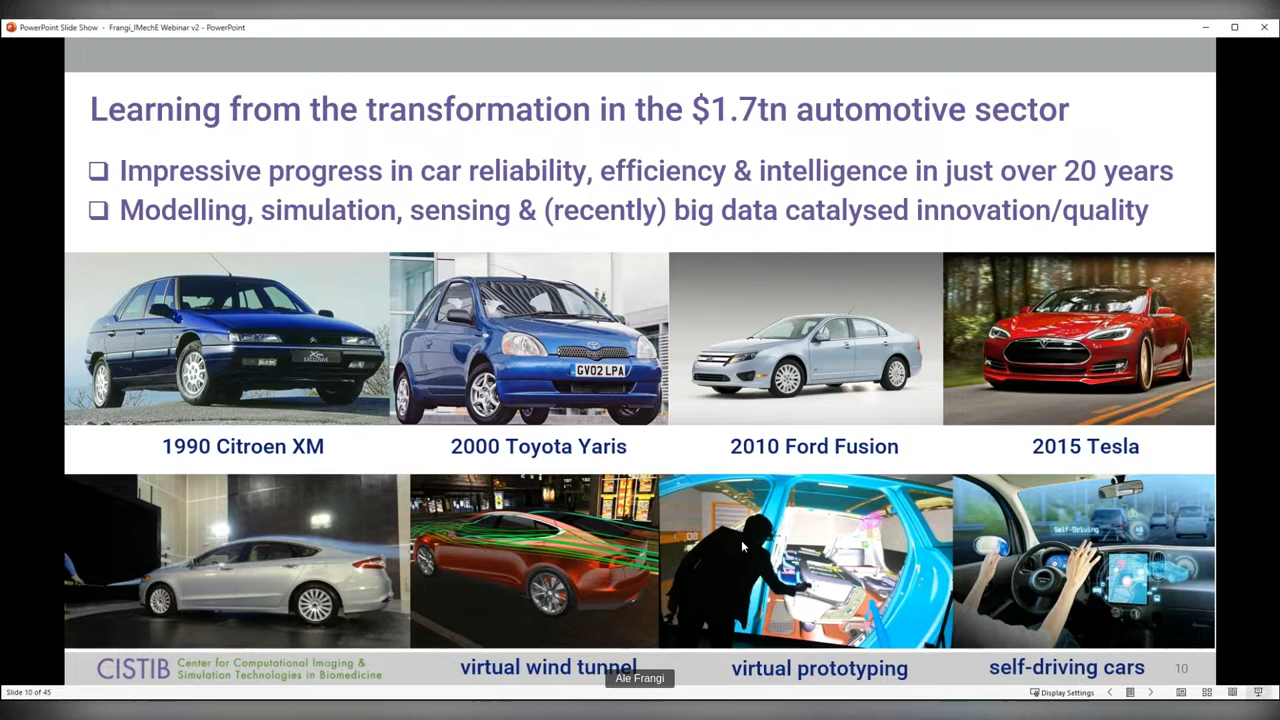 PowerPoint Slide Show - Frangi_IMechE Webinar v2 - PowerPoint
Learning from the transformation in the $1.7tn automotive sector
Impressive progress in car reliability, efficiency & intelligence in just over 20 years
Modelling, simulation, sensing & (recently) big data catalysed innovation/quality
Xm
EXCLUSIVE
GV02 LPA
1990 Citroen XM
2000 Toyota Yaris
2010 Ford Fusion
2015 Tesla
Self-Driving
CISTIB
Center for Computational Imaging &
Simulation Technologies in Biomedicine
virtual wind tunnel
virtual prototyping
self-driving cars
10
Ale Frangi
Slide 10 of 45
Display Settings